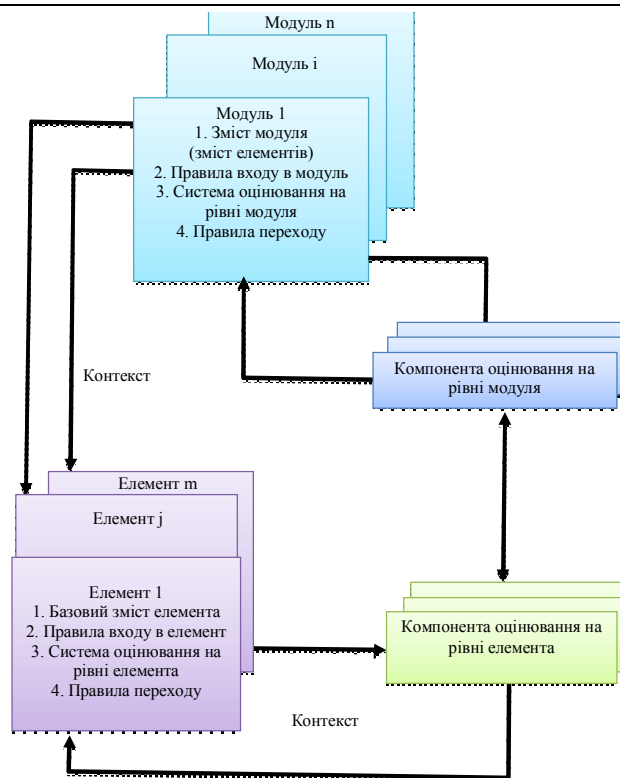 Модуль n
Модуль i
Модуль 1
1. Зміст модуля
(зміст елементів)
2. Правила входу в модуль
3. Система оцінювання на
рівні модуля
4. Правила переходу
Компонента оцінювання на
рівні модуля
Контекст
Елемент m
Елемент j
Елемент 1
1. Базовий зміст елемента
2. Правила входу в елемент
3. Система оцінювання на
рівні елемента
4. Правила переходу
Компонента оцінювання на
рівні елемента
Контекст